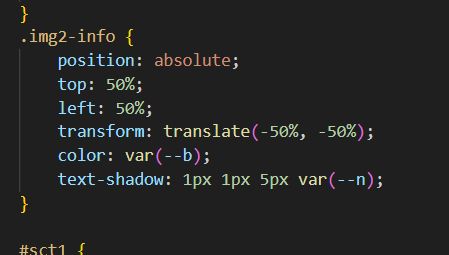 }
.img2-info {
    position: absolute;
    top: 50%;
    left: 50%;
    transform: translate(-50%, -50%);
    color: var(--b);
    text-shadow: 1px 1px 5px var(--n);
}
#sct1 {